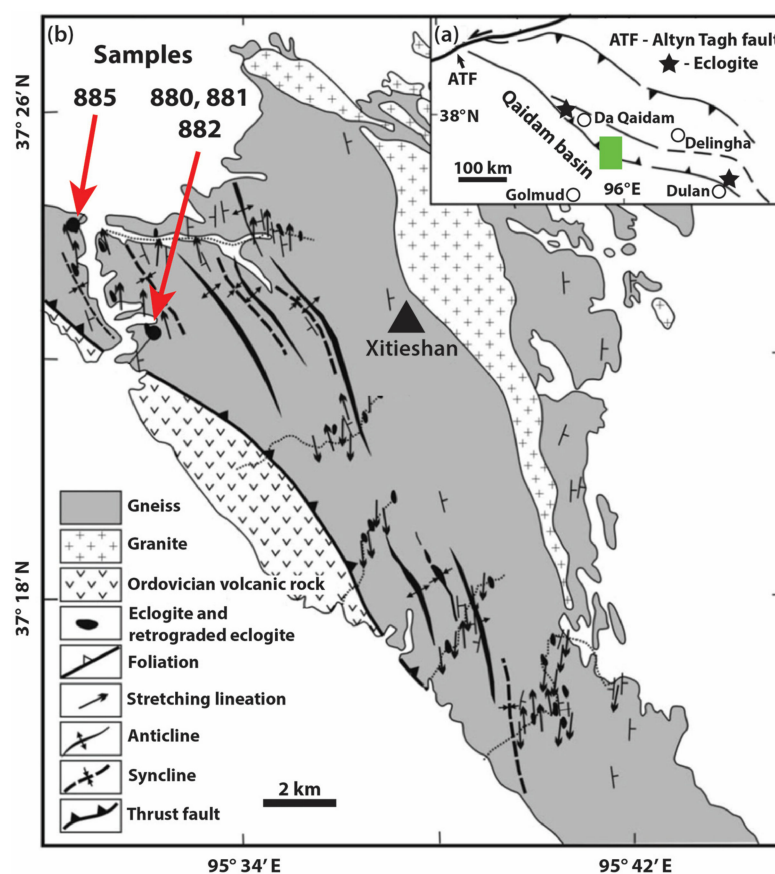 (b)
Samples
885
880, 881
882
(a)
ATF - Altyn Tagh fault
★ - Eclogite
ATF
38°N
Da Qaidam
Qaidam basin
Delingha
100 km
Golmud
96°E
Dulan
37° 26′ N
Xitieshan
37° 18′ N
Gneiss
Granite
Ordovician volcanic rock
Eclogite and
retrograded eclogite
Foliation
Stretching lineation
Anticline
Syncline
Thrust fault
2 km
95° 34′ E
95° 42′ E